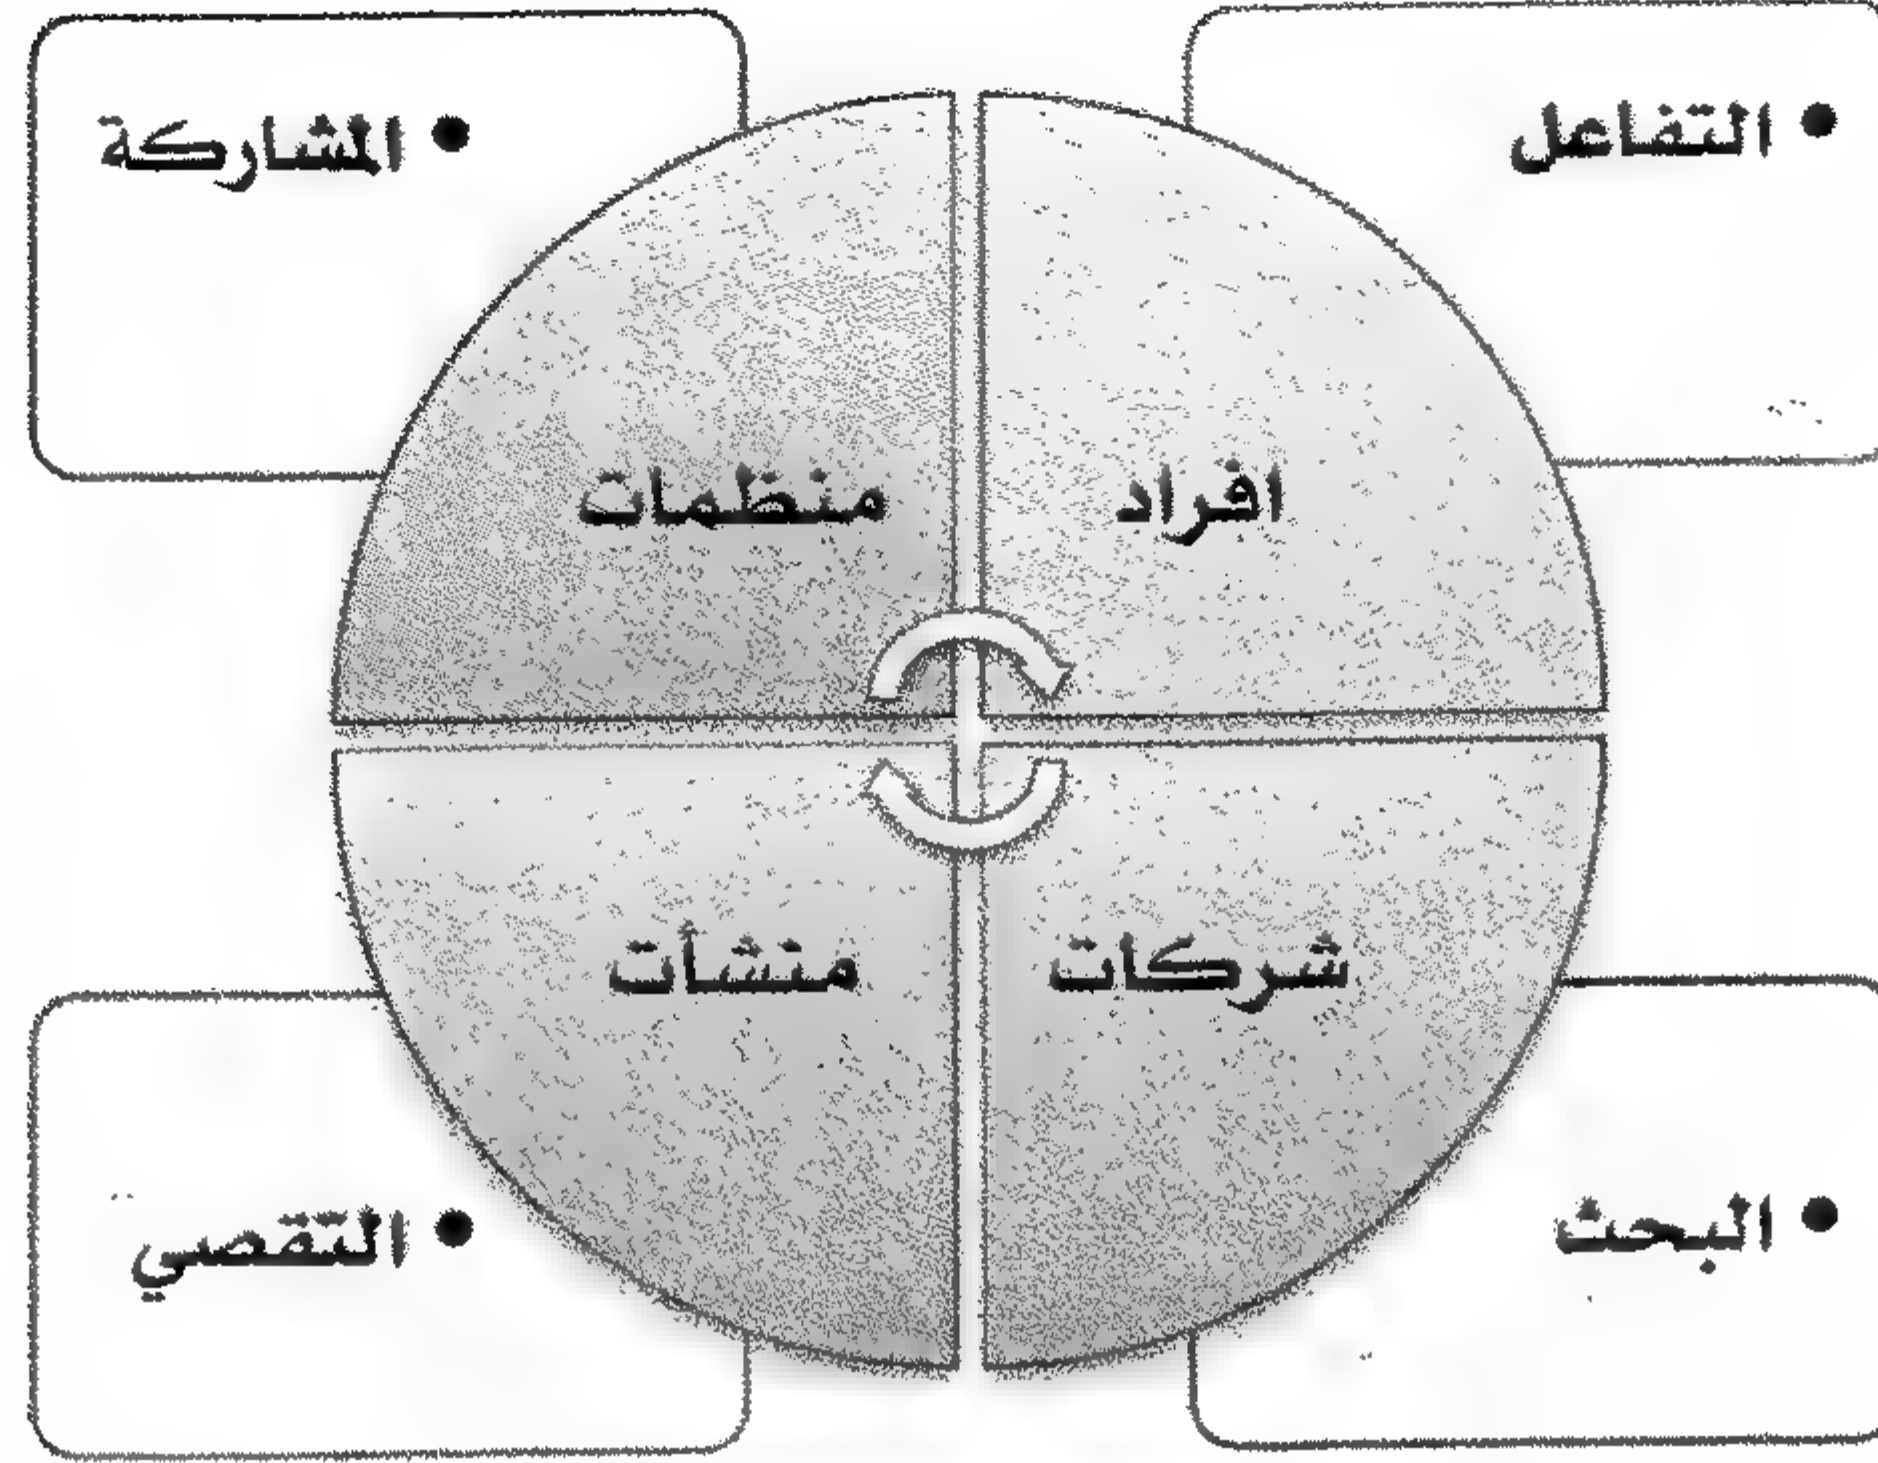 • التفاعل
• المشاركة
افراد
منظمات
شركات
منشأت
• البحث
• التقصي